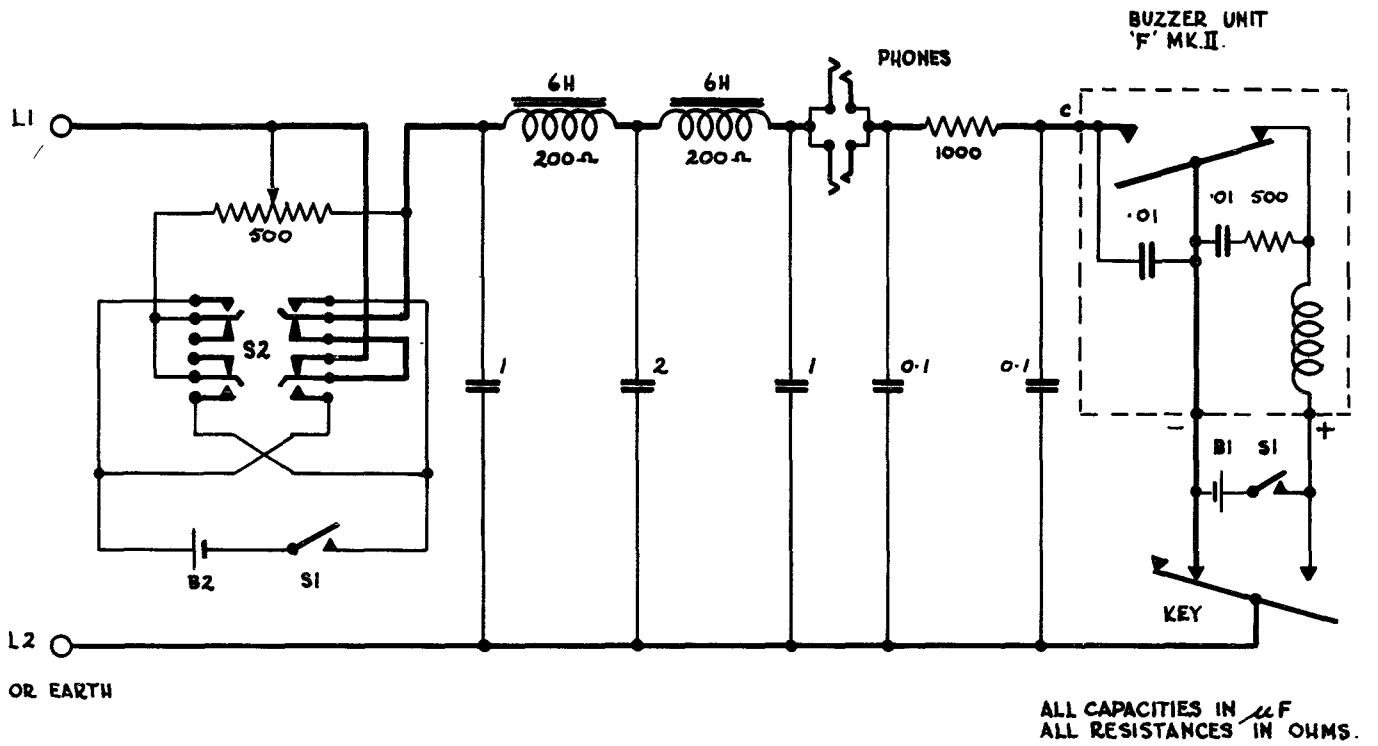 BUZZER UNIT
'F' MK.II.
PHONES
6H
6H
L1
C
200Ω
200Ω
1000
.01
.01 500
500
S2
1
2
1
0.1
0.1
-
+
B1 S1
B2
S1
KEY
L2
OR EARTH
ALL CAPACITIES IN µF
ALL RESISTANCES IN OHMS.